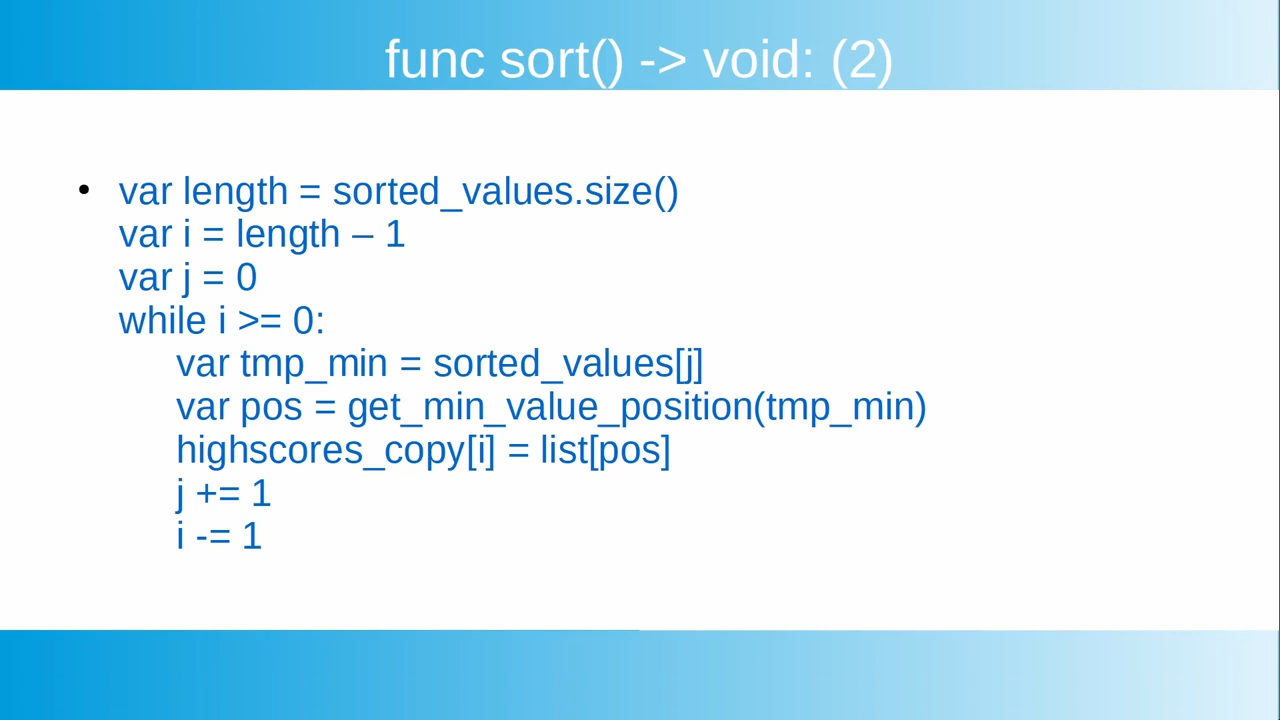 func sort() -> void: (2)
• var length = sorted_values.size()
var i = length – 1
var j = 0
while i >= 0:
var tmp_min = sorted_values[j]
var pos = get_min_value_position(tmp_min)
highscores_copy[i] = list[pos]
j += 1
i -= 1